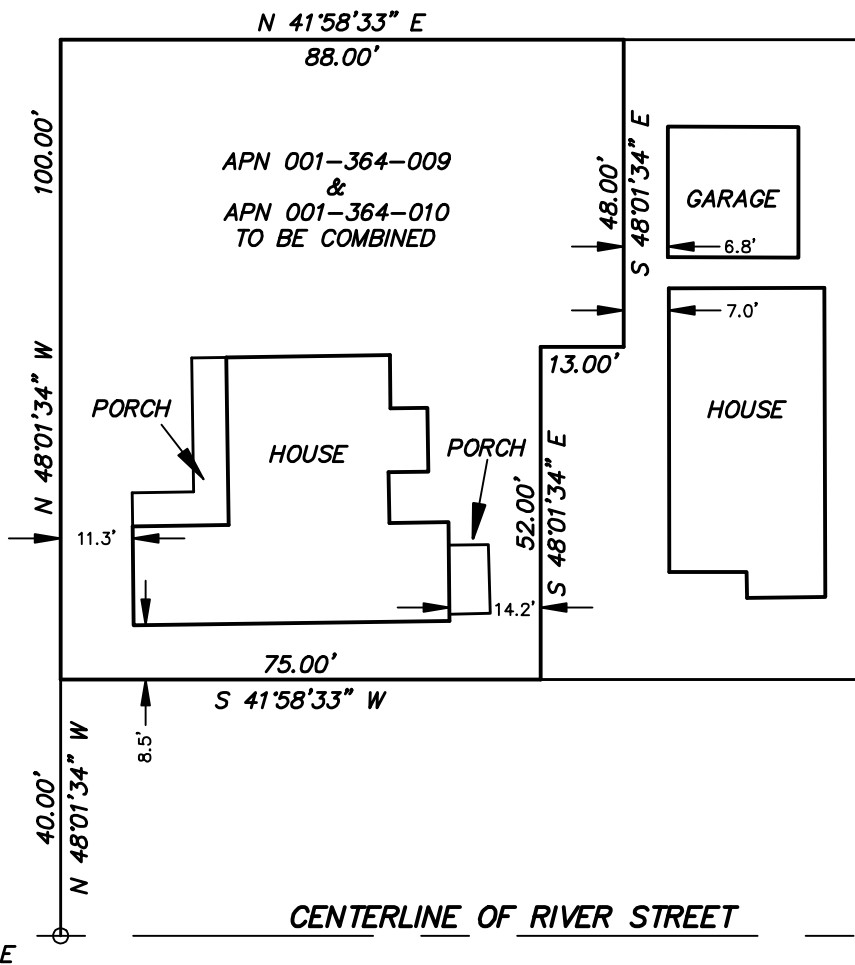 N 41°58'33" E
88.00'
100.00'
N 48°01'34" W
APN 001-364-009
&
APN 001-364-010
TO BE COMBINED
48.00'
S 48°01'34" E
GARAGE
6.8'
7.0'
13.00'
HOUSE
PORCH
HOUSE
PORCH
52.00'
S 48°01'34" E
11.3'
14.2'
75.00'
S 41°58'33" W
8.5'
40.00'
N 48°01'34" W
CENTERLINE OF RIVER STREET
E